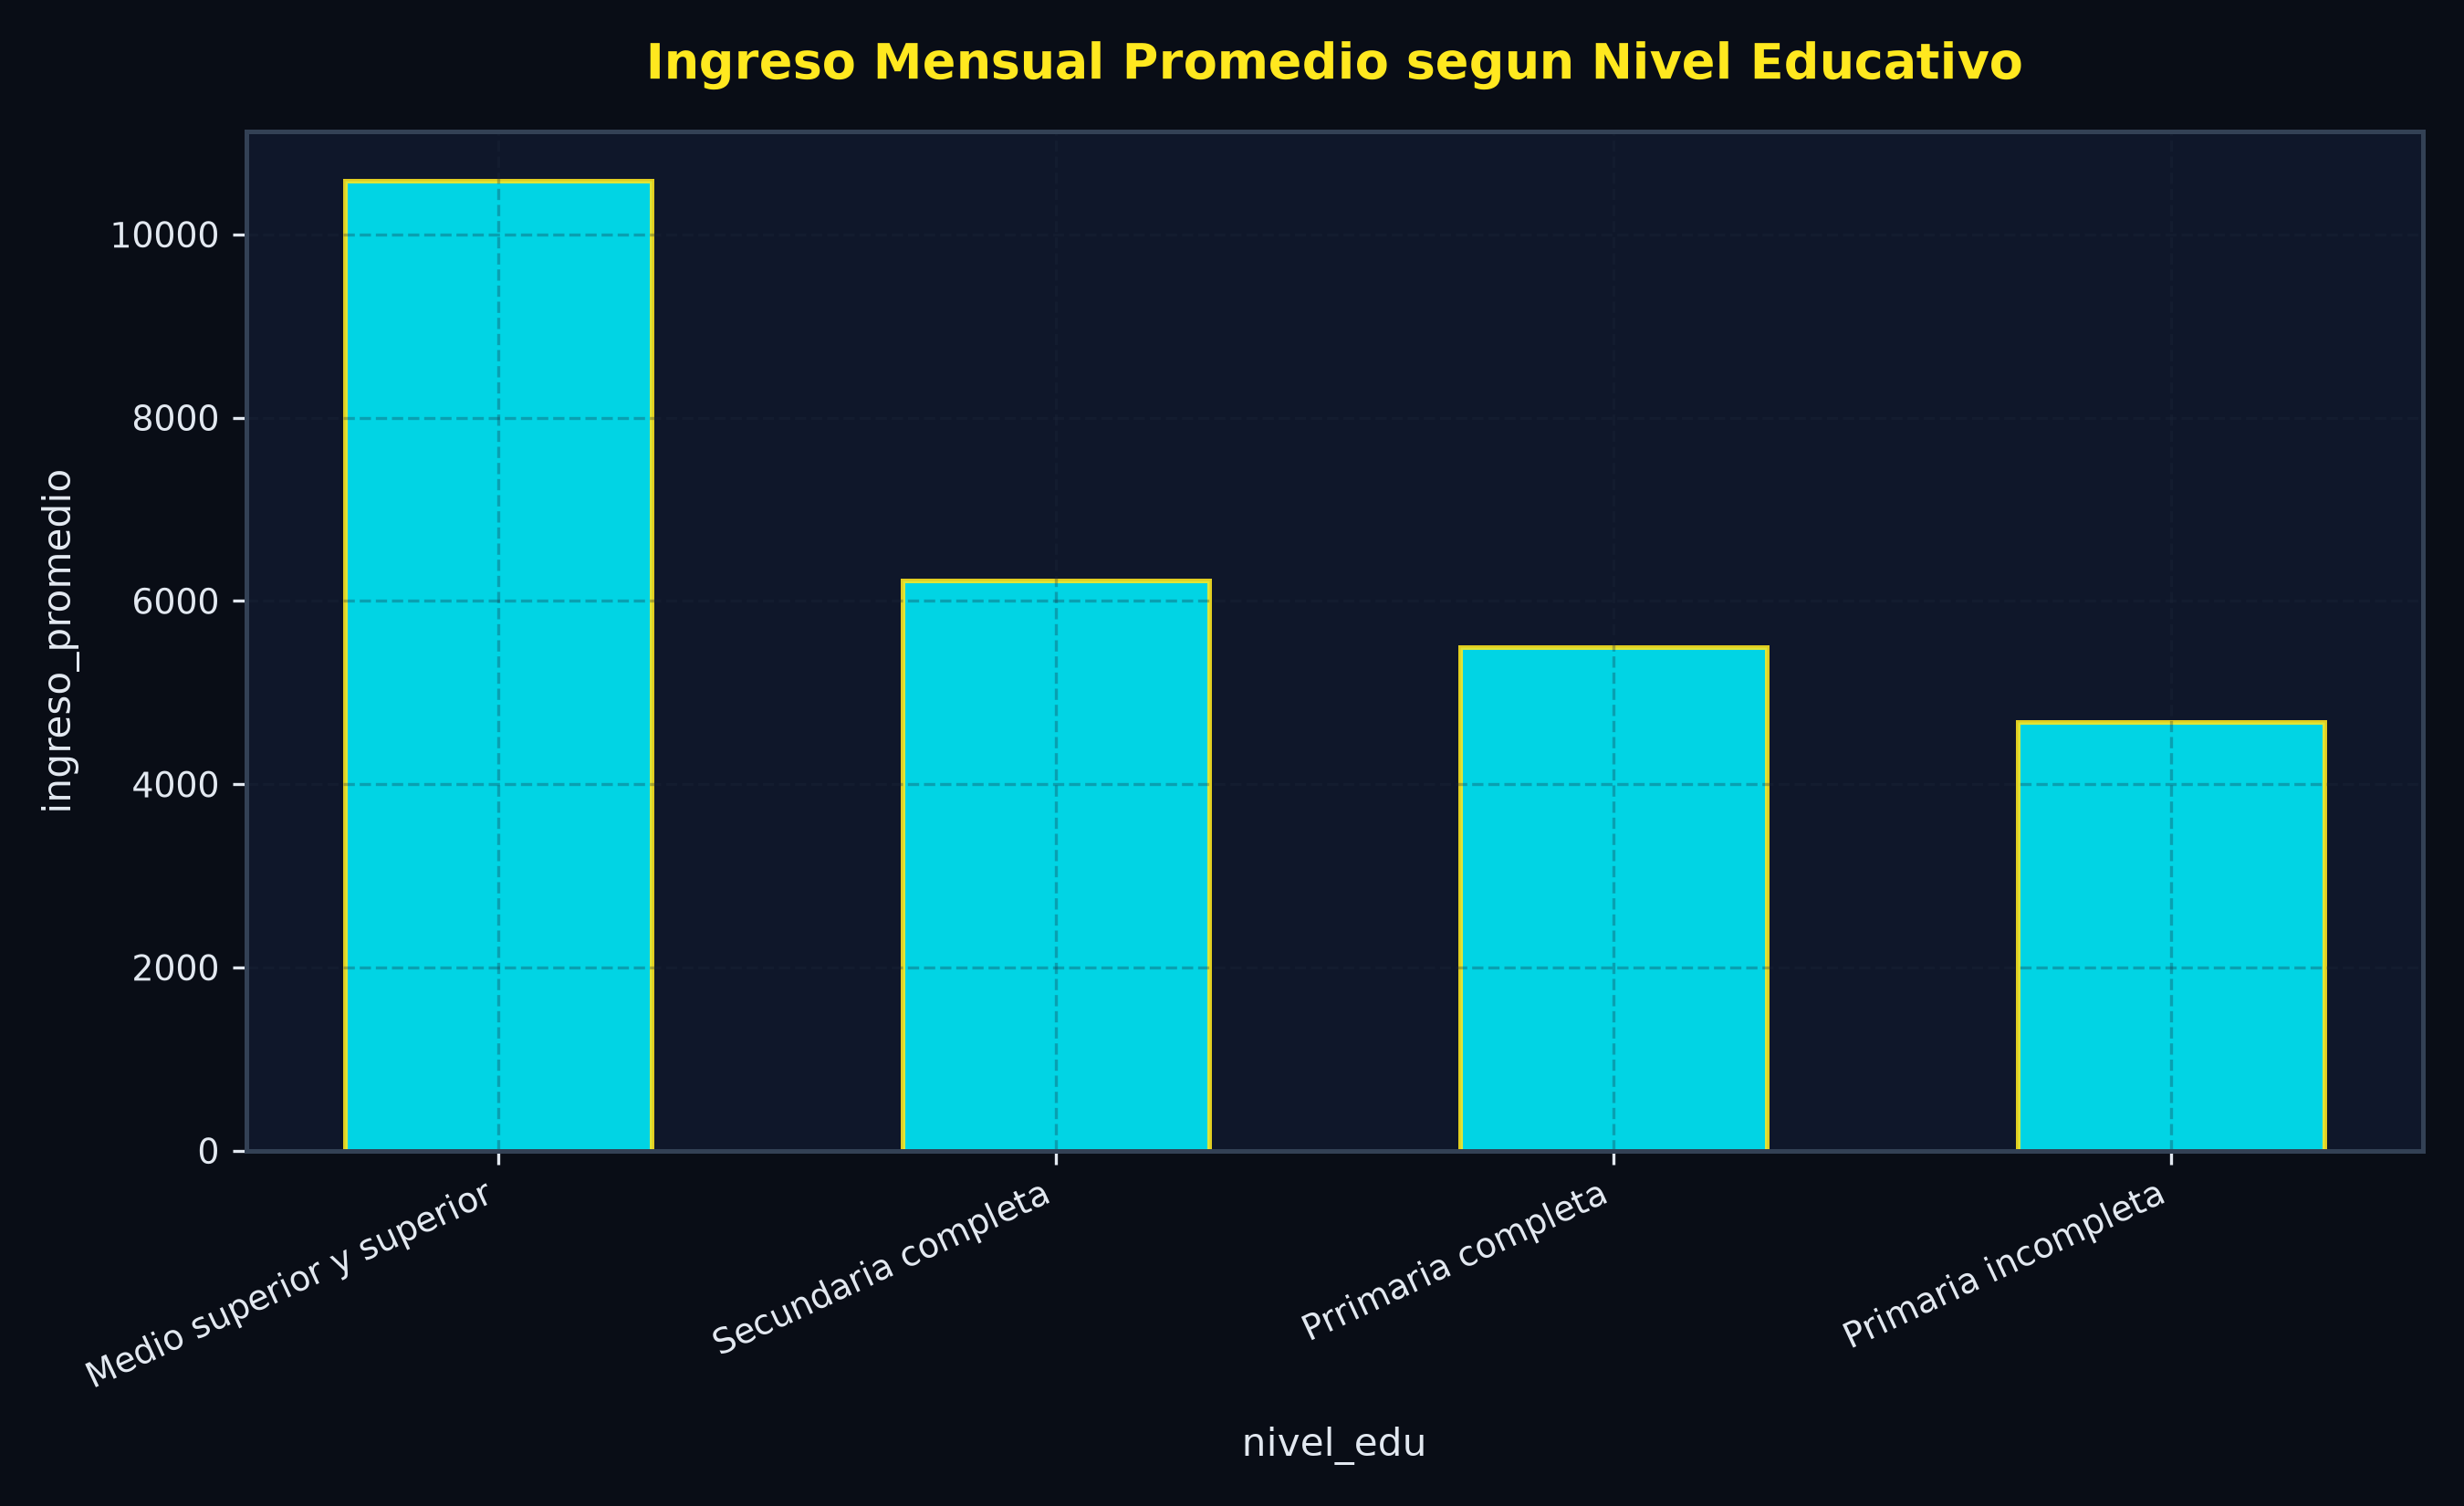 Ingreso Mensual Promedio segun Nivel Educativo
ingreso_promedio
10000
8000
6000
4000
2000
0
Medio superior y superior
Secundaria completa
Prrimaria completa
Primaria incompleta
nivel_edu